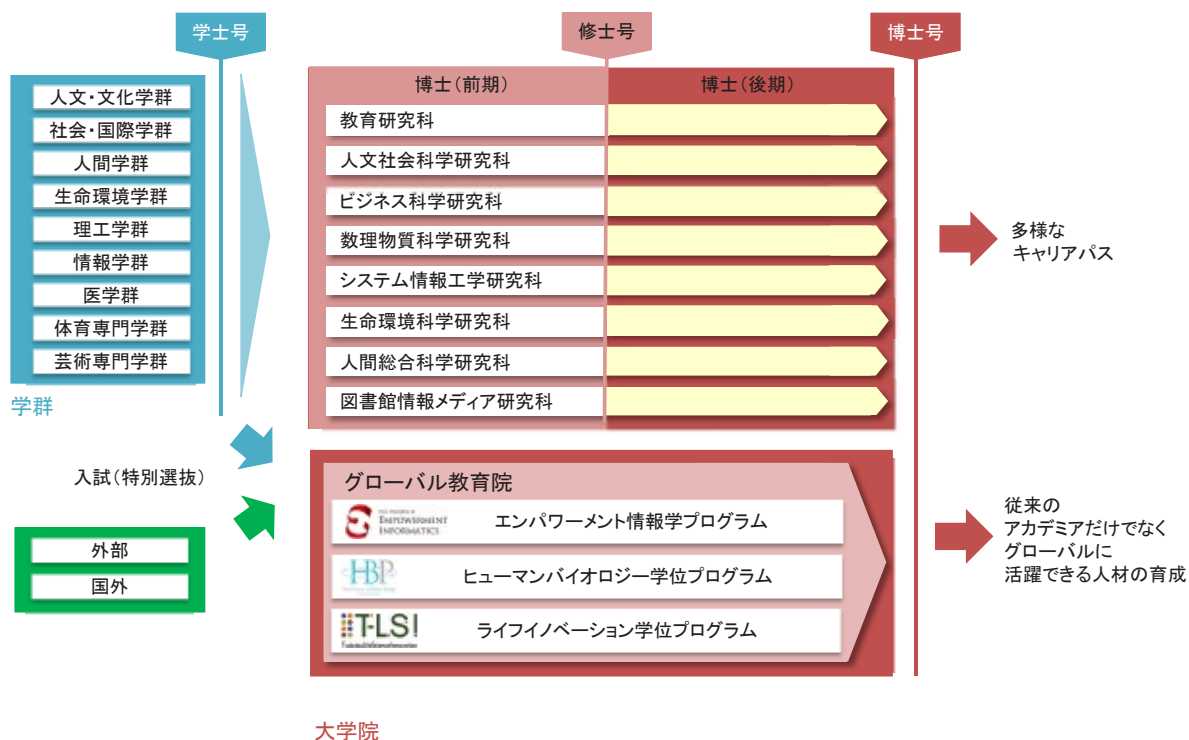 学士号
修士号
博士号
人文・文化学群
社会・国際学群
人間学群
生命環境学群
理工学群
情報学群
医学群
体育専門学群
芸術専門学群
学群
博士(前期)
博士(後期)
教育研究科
人文社会科学研究科
ビジネス科学研究科
数理物質科学研究科
システム情報工学研究科
生命環境科学研究科
人間総合科学研究科
図書館情報メディア研究科
多様な
キャリアパス
入試(特別選抜)
外部
国外
グローバル教育院
EMPOWERMENT
INFORMATICS
エンパワーメント情報学プログラム
HBP
ヒューマンバイオロジー学位プログラム
T-LSI
ライフイノベーション学位プログラム
従来の
アカデミアだけでなく
グローバルに
活躍できる人材の育成
大学院